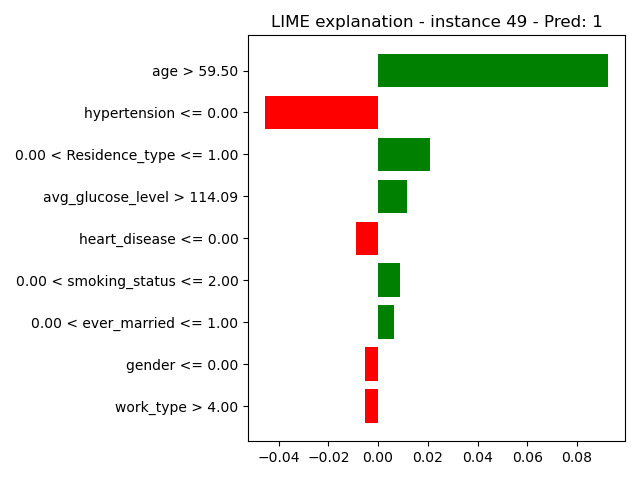 LIME explanation - instance 49 - Pred: 1
age > 59.50
hypertension <= 0.00
0.00 < Residence_type <= 1.00
avg_glucose_level > 114.09
heart_disease <= 0.00
0.00 < smoking_status <= 2.00
0.00 < ever_married <= 1.00
gender <= 0.00
work_type > 4.00
−0.04 −0.02 0.00 0.02 0.04 0.06 0.08